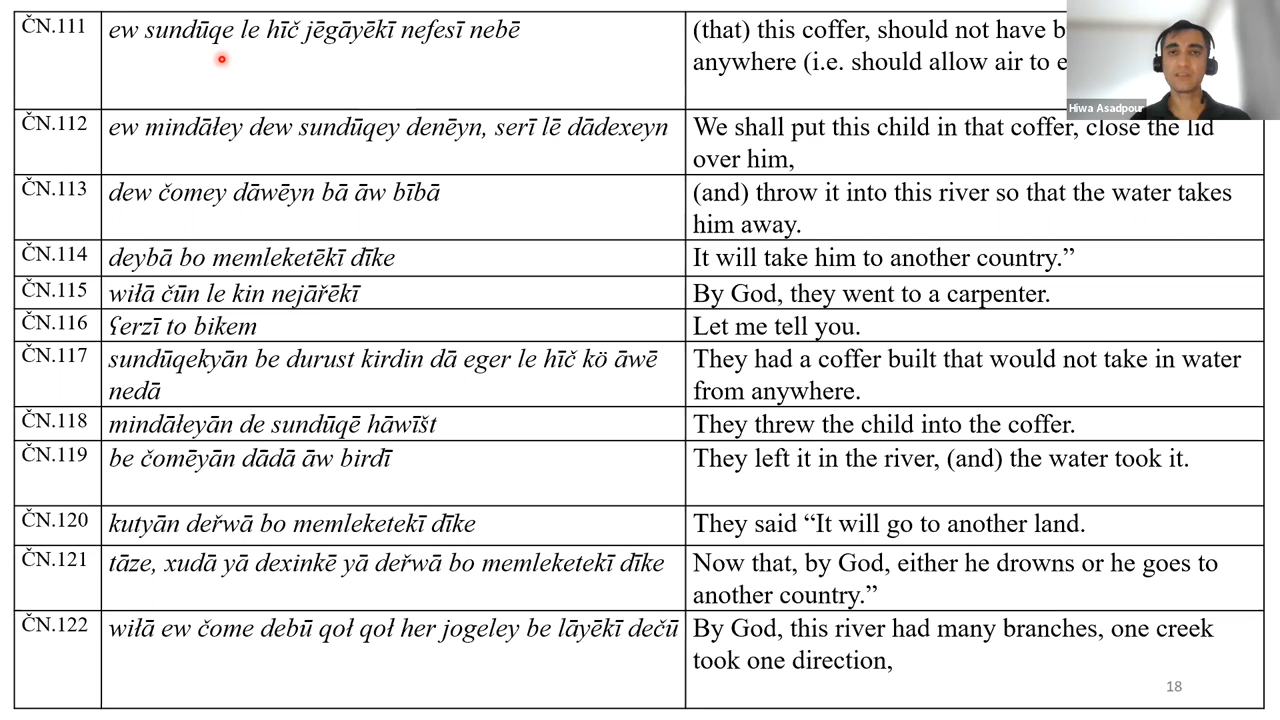 ČN.111 ew sundūqe le hīč jēgāyēkī nefesī nebē (that) this coffer, should not have
anywhere (i.e. should allow air to
Hiwa Asadpour
ČN.112 ew mindāłey dew sundūqey denēyn, serī lē dādexeyn We shall put this child in that coffer, close the lid
over him,
ČN.113 dew čomey dāwēyn bā āw bībā (and) throw it into this river so that the water takes
him away.
ČN.114 deybā bo memleketēkī dīke It will take him to another country.”
ČN.115 wiłā čūn le kin nejāřēkī By God, they went to a carpenter.
ČN.116 ʕerzī to bikem Let me tell you.
ČN.117 sundūqekyān be durust kirdin dā eger le hīč kö āwē They had a coffer built that would not take in water
nedā from anywhere.
ČN.118 mindāłeyān de sundūqē hāwīšt They threw the child into the coffer.
ČN.119 be čomēyān dādā āw birdī They left it in the river, (and) the water took it.
ČN.120 kutyān deřwā bo memleketekī dīke They said “It will go to another land.
ČN.121 tāze, xudā yā dexinkē yā deřwā bo memleketekī dīke Now that, by God, either he drowns or he goes to
another country.”
ČN.122 wiłā ew čome debū qoł qoł her jogeley be lāyēkī dečū By God, this river had many branches, one creek
took one direction,
18